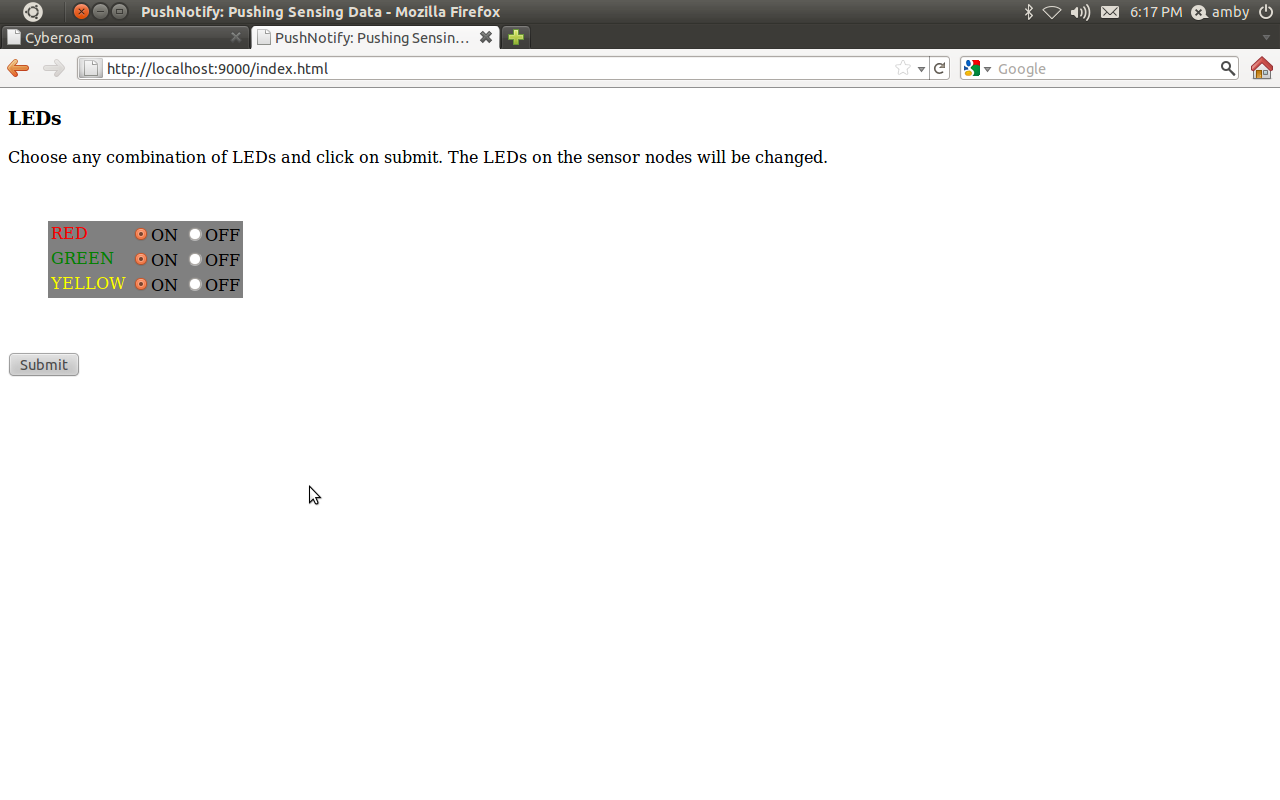 PushNotify: Pushing Sensing Data - Mozilla Firefox 6:17 PM amby
Cyberoam PushNotify: Pushing Sensin...
http://localhost:9000/index.html Google
LEDs
Choose any combination of LEDs and click on submit. The LEDs on the sensor nodes will be changed.
RED ON OFF
GREEN ON OFF
YELLOW ON OFF
Submit